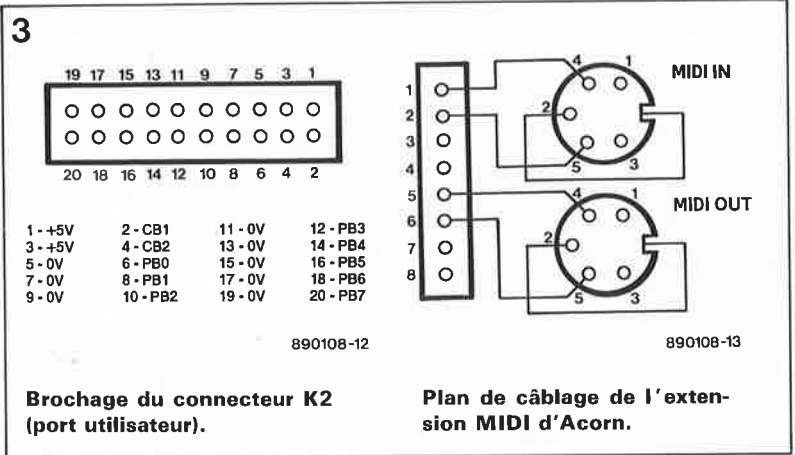 3
19 17 15 13 11 9 7 5 3 1
20 18 16 14 12 10 8 6 4 2
1 - +5V 2 - CB1 11 - 0V 12 - PB3
3 - +5V 4 - CB2 13 - 0V 14 - PB4
5 - 0V 6 - PB0 15 - 0V 16 - PB5
7 - 0V 8 - PB1 17 - 0V 18 - PB6
9 - 0V 10 - PB2 19 - 0V 20 - PB7
890108-12
Brochage du connecteur K2
(port utilisateur).
1
2
3
4
5
6
7
8
4 1
2
5 3
MIDI IN
4 1
2
5 3
MIDI OUT
890108-13
Plan de câblage de l'exten-
sion MIDI d'Acorn.